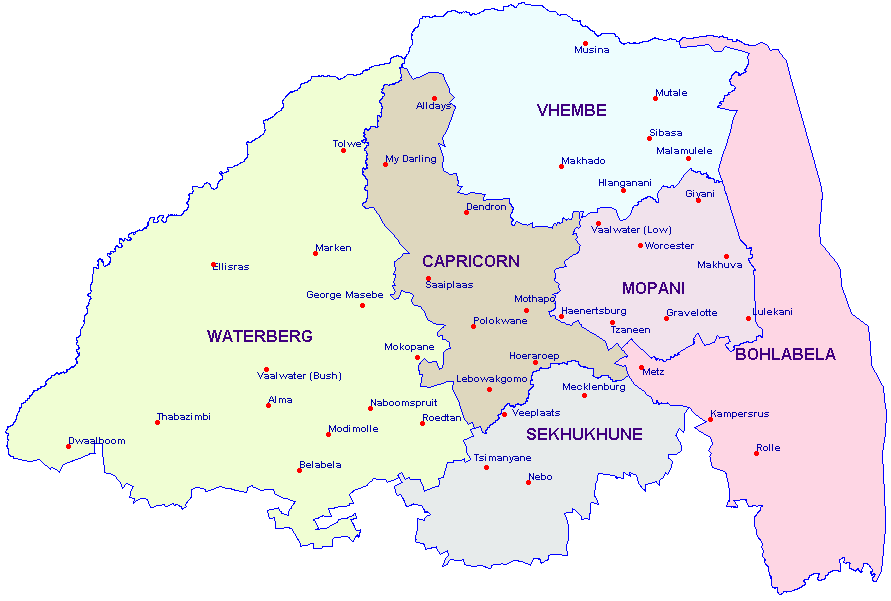 Musina
Mutale
Alldays
VHEMBE
Sibasa
Tolwe
Malamulele
My Darling
Makhado
Hlanganani
Giyani
Dendron
Vaalwater (Low)
Marken
Worcester
CAPRICORN
Ellisras
Makhuva
Saaiplaas
MOPANI
George Masebe
Mothapo
Haenertsburg
Gravelotte
Lulekani
Polokwane
Tzaneen
WATERBERG
Mokopane
Hoeraroep
BOHLABELA
Metz
Vaalwater (Bush)
Lebowakgomo
Mecklenburg
Alma
Naboomspruit
Thabazimbi
Roedtan
Veeplaats
Kampersrus
Modimolle
SEKHUKHUNE
Dwaalboom
Rolle
Tsimanyane
Belabela
Nebo